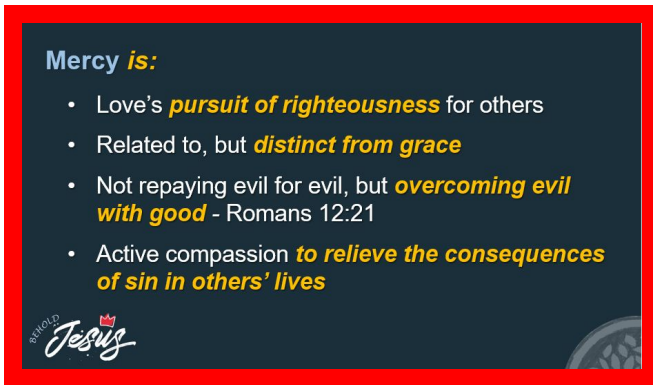 Mercy is:
• Love’s pursuit of righteousness for others
• Related to, but distinct from grace
• Not repaying evil for evil, but overcoming evil
with good - Romans 12:21
• Active compassion to relieve the consequences
of sin in others’ lives
BEHOLD
Jesus